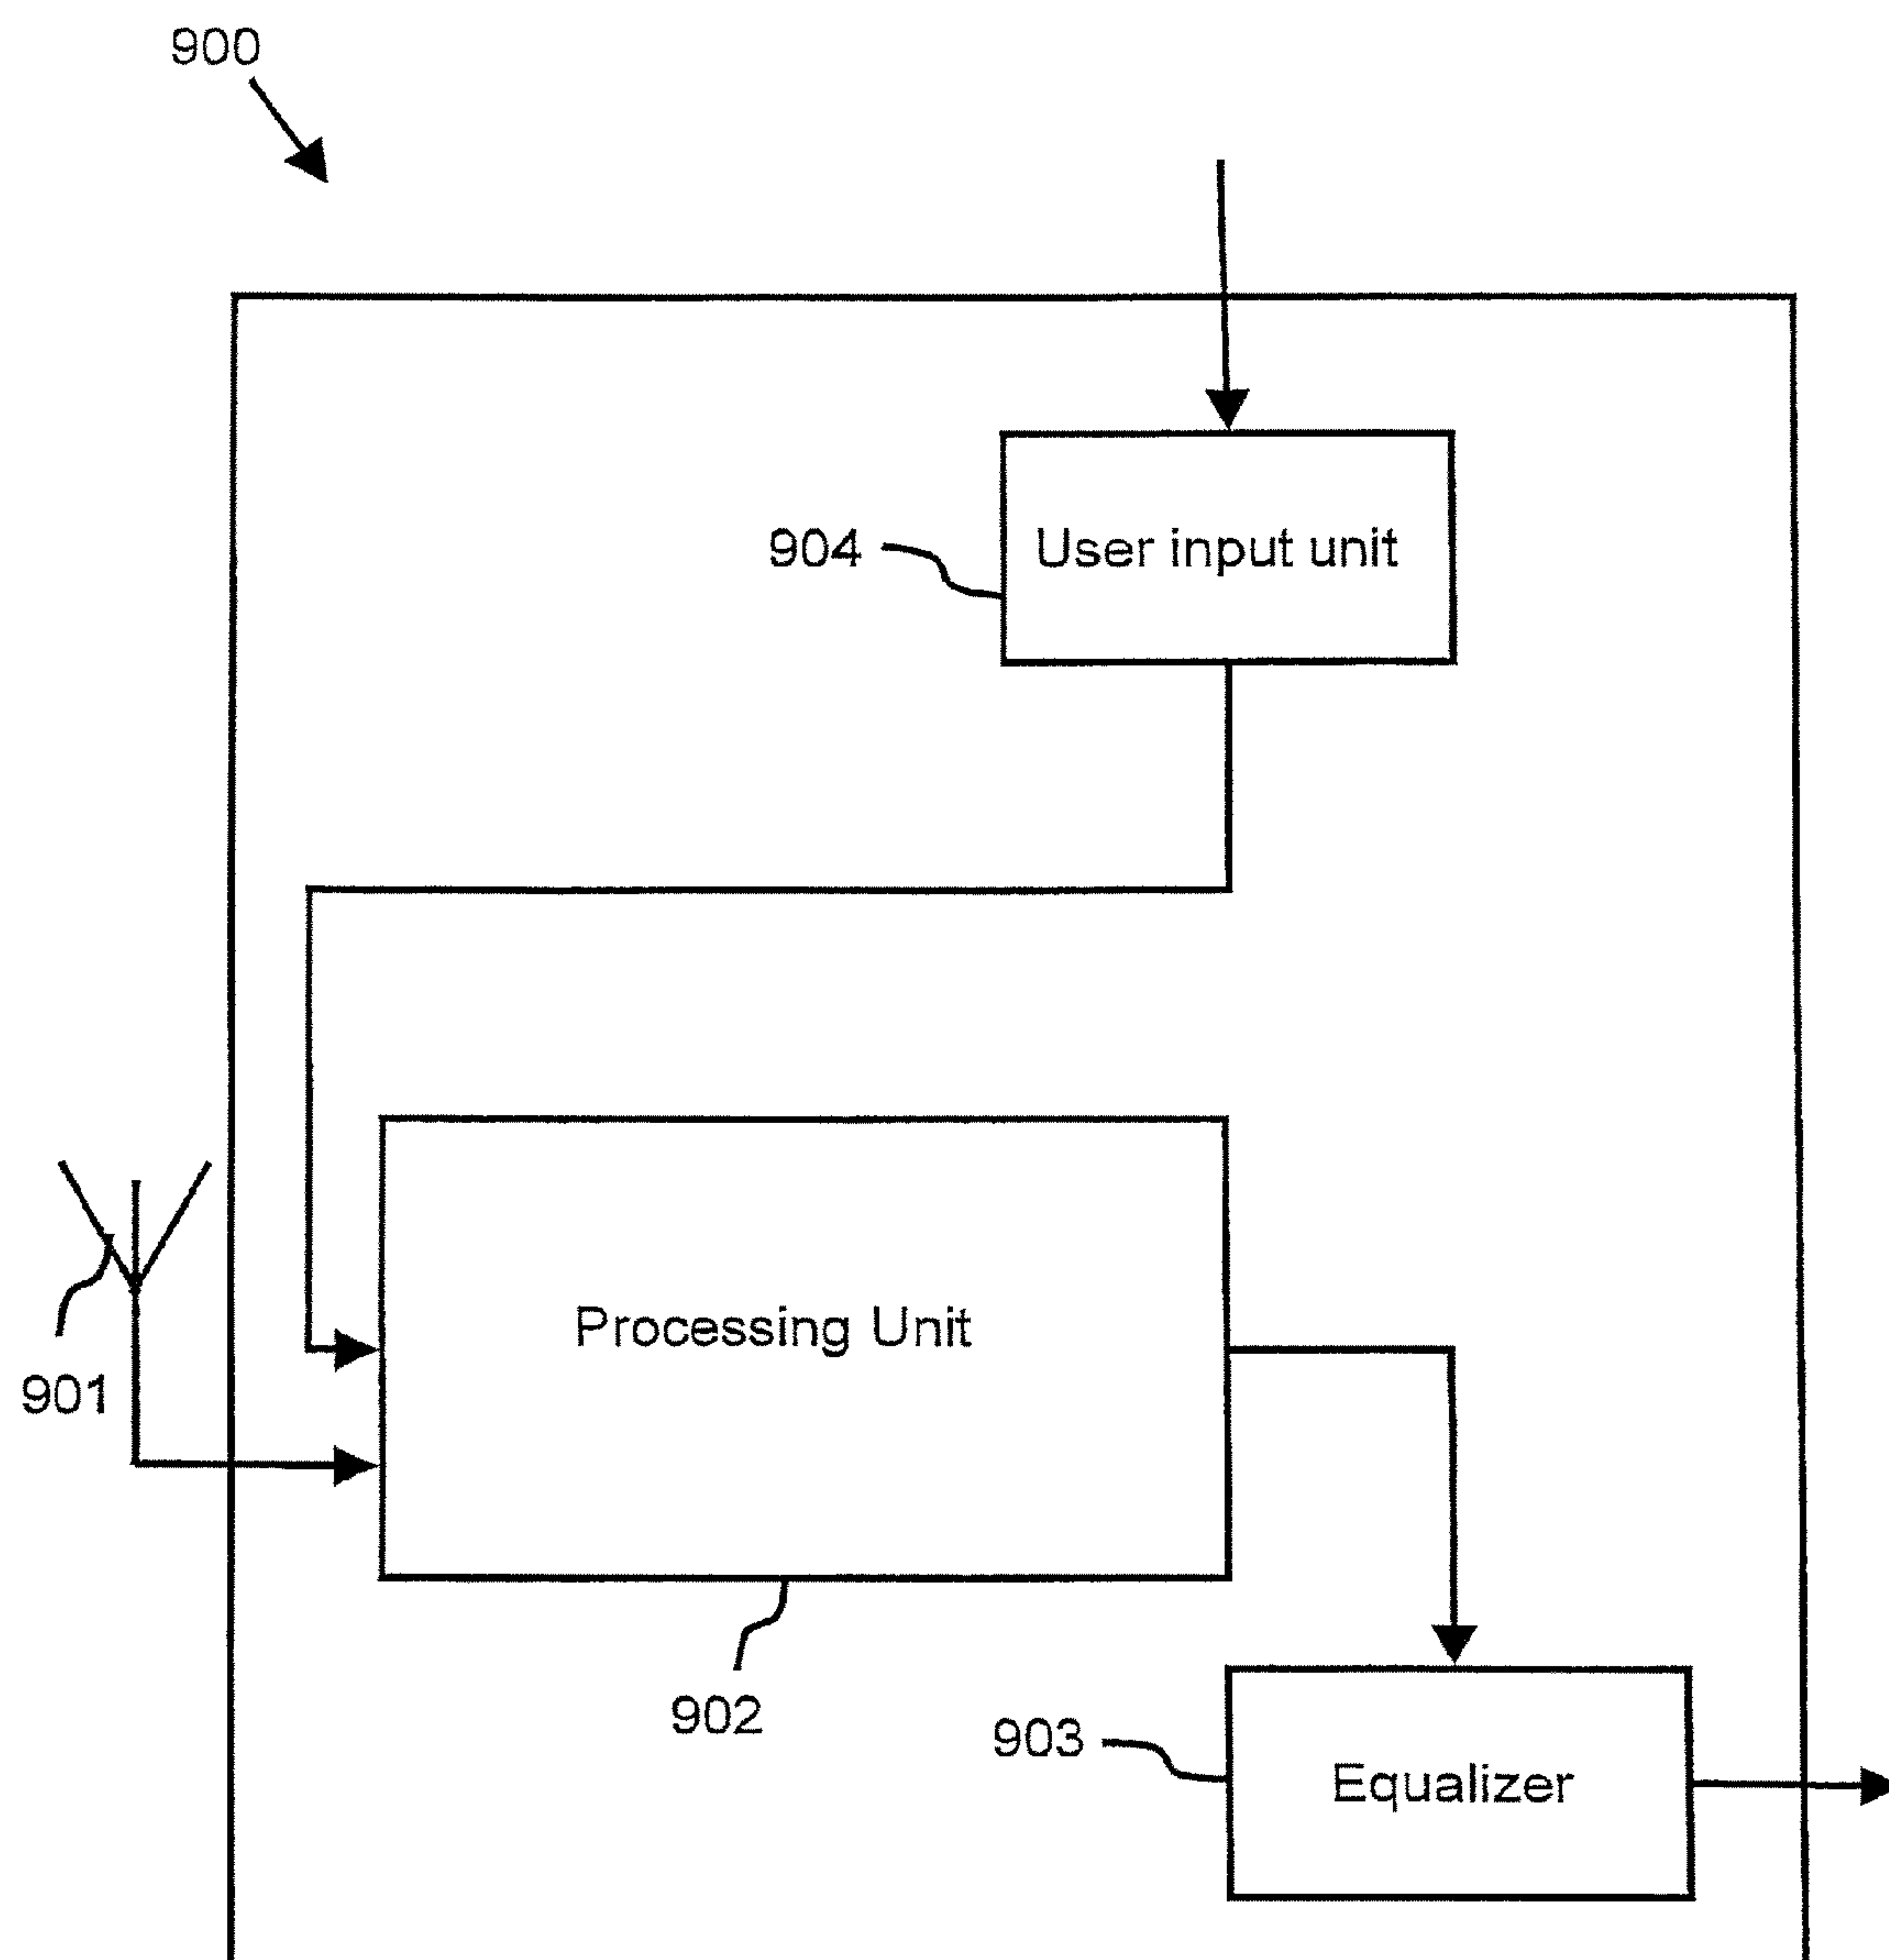 900
904
User input unit
Processing Unit
901
902
903
Equalizer